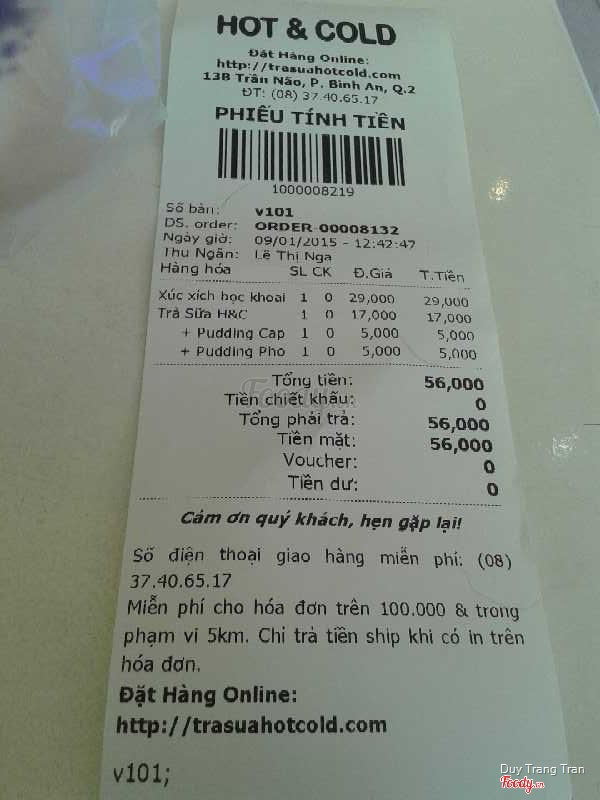 HOT & COLD
Đặt Hàng Online:
http://trasuahotcold.com
13B Trần Não, P. Bình An, Q.2
ĐT: (08) 37.40.65.17
PHIẾU TÍNH TIỀN
1000008219
Số bàn: v101
DS. order: ORDER-00008132
Ngày giờ: 09/01/2015 - 12:42:47
Thu Ngân: Lê Thị Nga
Hàng hóa SL CK Đ.Giá T.Tiền
Xúc xích học khoai 1 0 29,000 29,000
Trà Sữa H&C 1 0 17,000 17,000
+ Pudding Cap 1 0 5,000 5,000
+ Pudding Pho 1 0 5,000 5,000
Tổng tiền: 56,000
Tiền chiết khấu: 0
Tổng phải trả: 56,000
Tiền mặt: 56,000
Voucher: 0
Tiền dư: 0
Foody.vn
Cảm ơn quý khách, hẹn gặp lại!
Số điện thoại giao hàng miễn phí: (08)
37.40.65.17
Miễn phí cho hóa đơn trên 100.000 & trong
phạm vi 5km. Chỉ trả tiền ship khi có in trên
hóa đơn.
Đặt Hàng Online:
http://trasuahotcold.com
v101;
Duy Trang Tran
Foody.vn